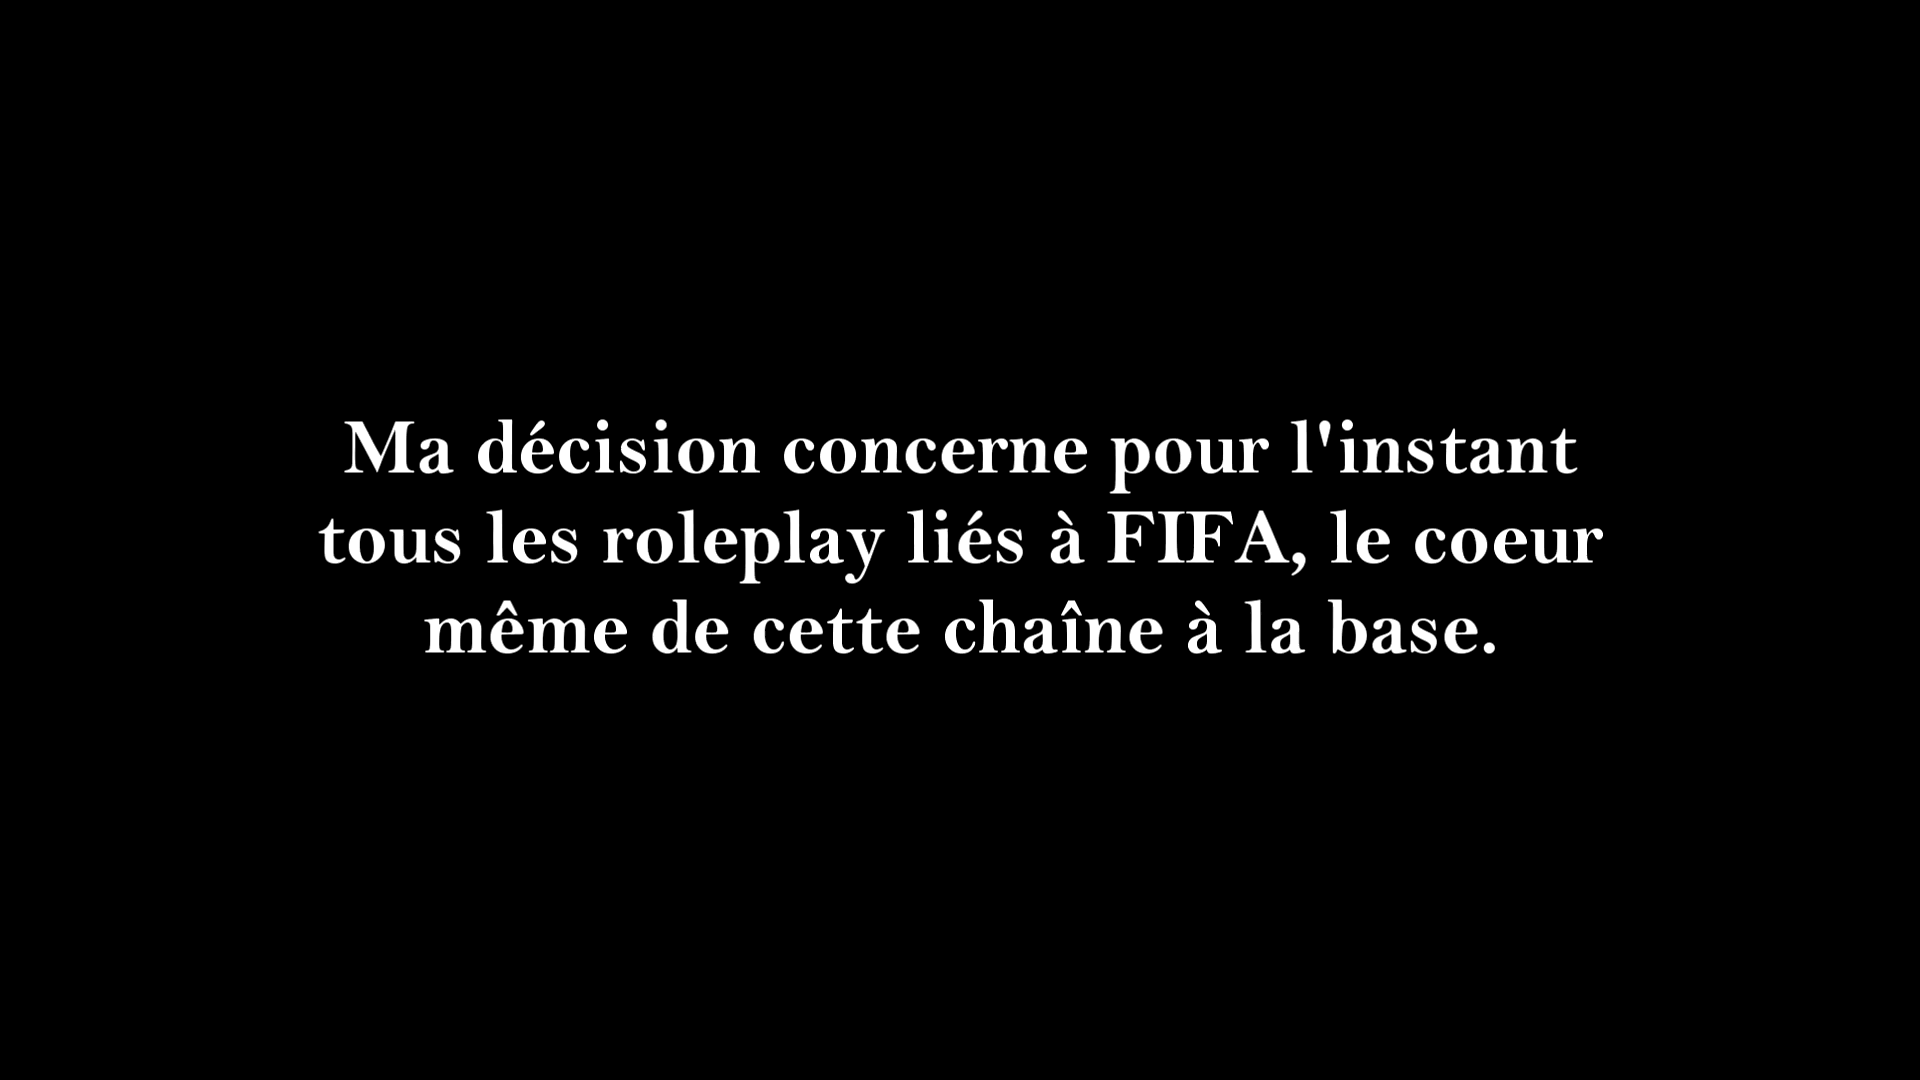 Ma décision concerne pour l'instant
tous les roleplay liés à FIFA, le coeur
même de cette chaîne à la base.